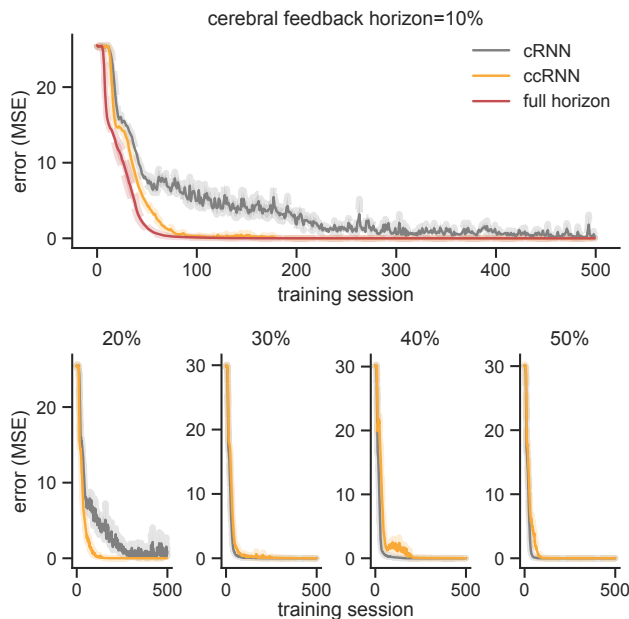 cerebral feedback horizon=10%
cRNN
ccRNN
full horizon
error (MSE)
20
10
0
0 100 200 300 400 500
training session
20% 30% 40% 50%
error (MSE)
20
10
0
30
20
10
0
30
20
10
0
30
20
10
0
0 500 0 500 0 500 0 500
training session